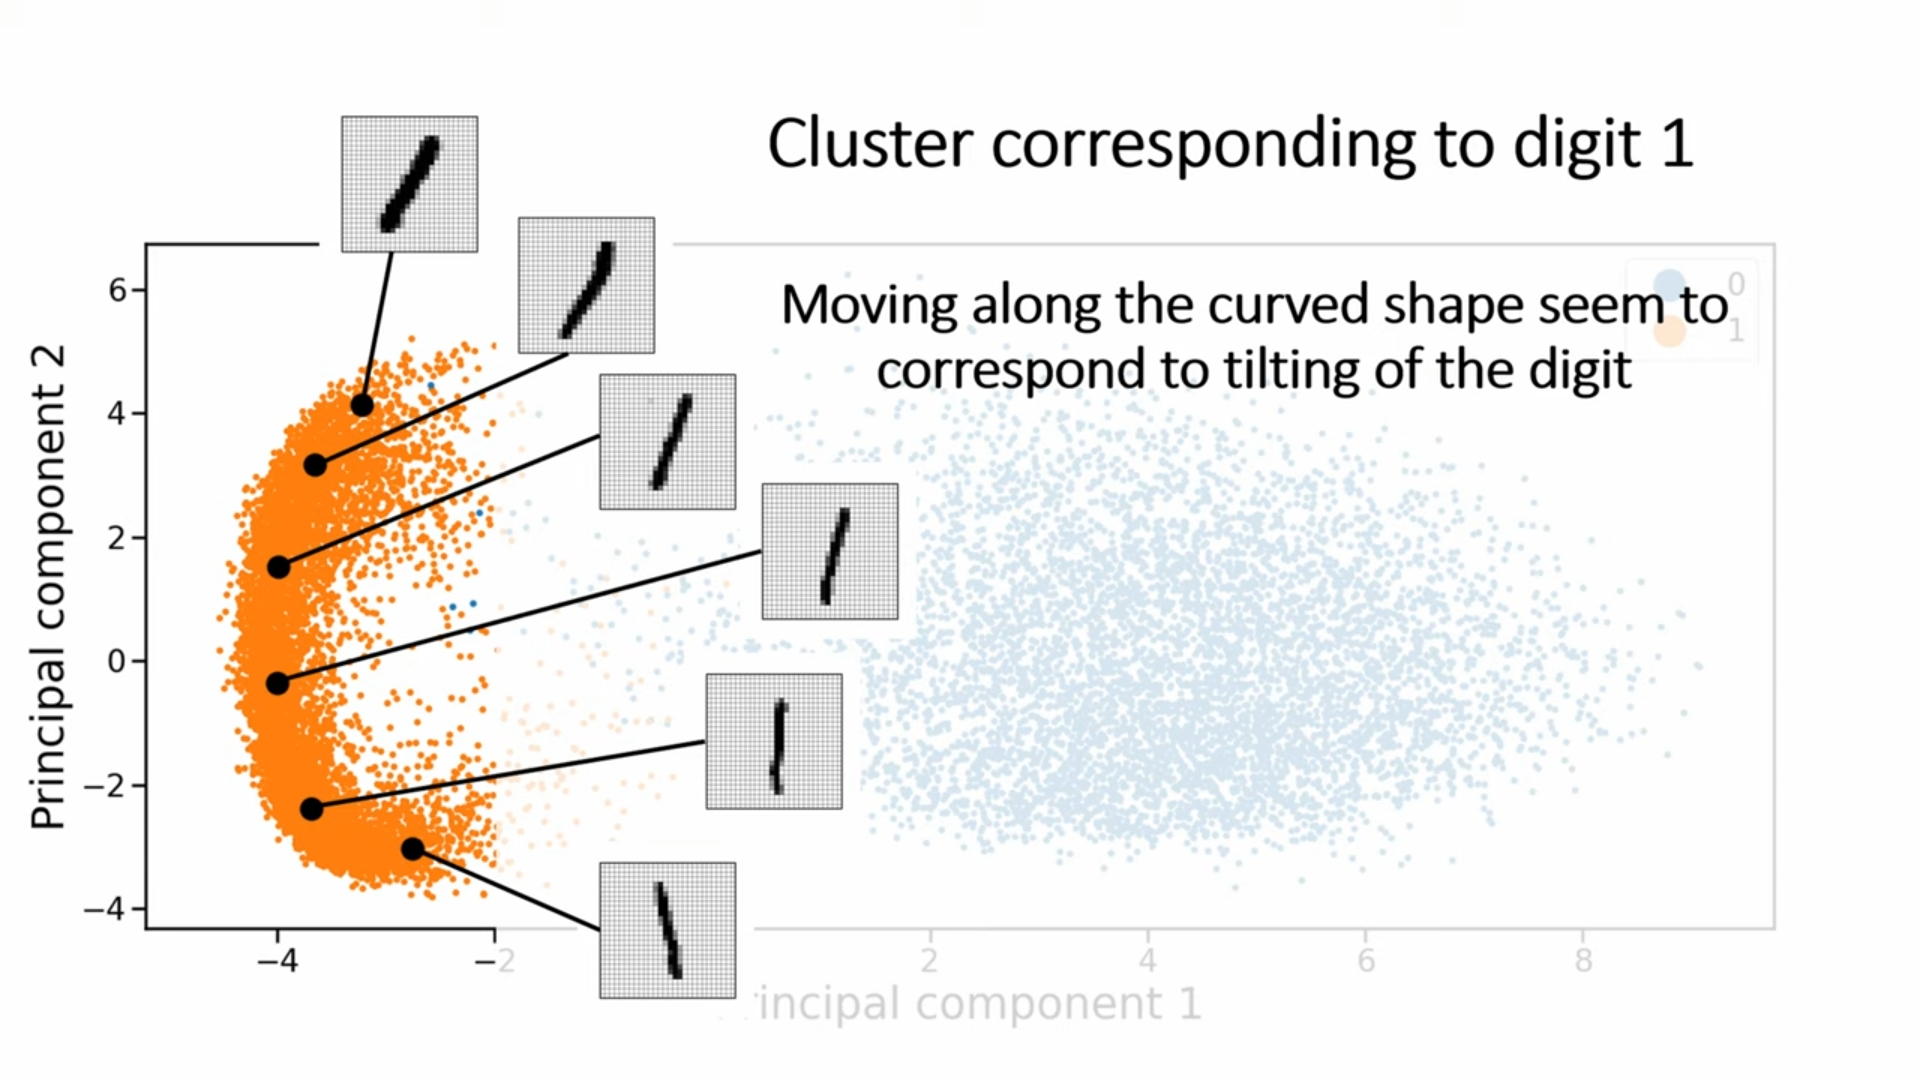 Cluster corresponding to digit 1
Moving along the curved shape seem to
correspond to tilting of the digit
0
1
6
4
2
0
−2
−4
Principal component 2
−4
−2
2
4
6
8
rincipal component 1